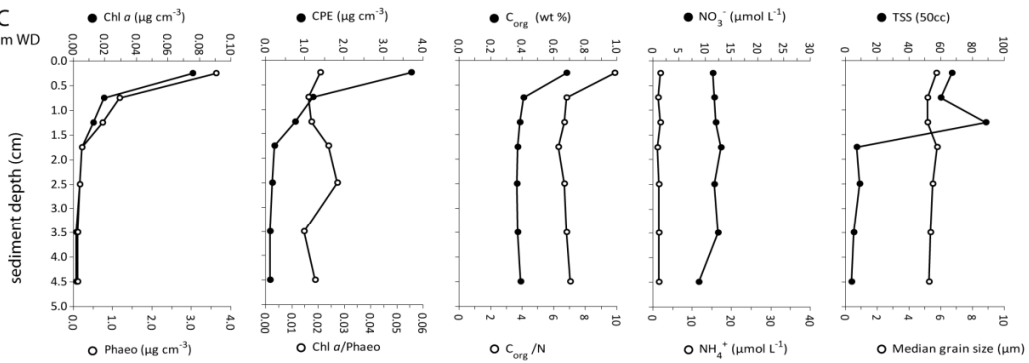 C
m WD
● Chl a (µg cm⁻³)
0.00 0.02 0.04 0.06 0.08 0.10
● CPE (µg cm⁻³)
0.0 1.0 2.0 3.0 4.0
● C_org (wt %)
0.0 0.2 0.4 0.6 0.8 1.0
● NO₃⁻ (µmol L⁻¹)
0 5 10 15 20 25 30
● TSS (50cc)
0 20 40 60 80 100
sediment depth (cm)
0.0
0.5
1.0
1.5
2.0
2.5
3.0
3.5
4.5
5.0
0.0 1.0 2.0 3.0 4.0
O Phaeo (µg cm⁻³)
0.00 0.01 0.02 0.03 0.04 0.05 0.06
O Chl a/Phaeo
0 2 4 6 8 10
O C_org/N
0 5 10 15 20 25 30
O NH₄⁺ (µmol L⁻¹)
0 2 4 6 8 10
O Median grain size (µm)